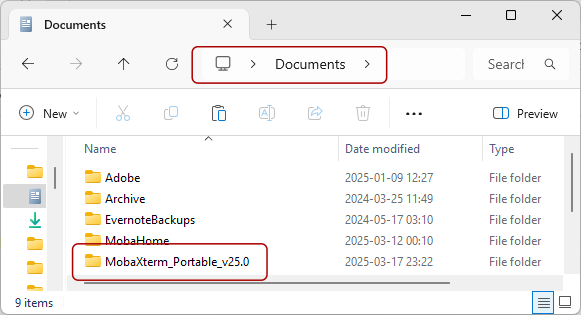 Documents
Documents
Search
New
Preview
Name Date modified Type
Adobe 2025-01-09 12:27 File folder
Archive 2024-03-25 11:49 File folder
EvernoteBackups 2024-05-17 03:10 File folder
MobaHome 2025-03-12 00:10 File folder
MobaXterm_Portable_v25.0 2025-03-17 23:22 File folder
9 items